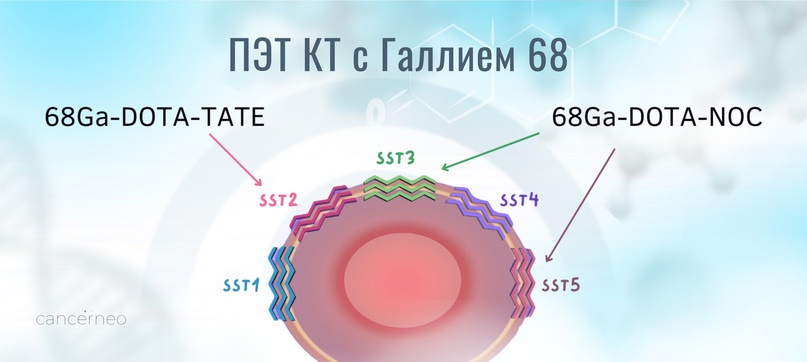 ПЭТ КТ с Галлием 68
68Ga-DOTA-TATE
68Ga-DOTA-NOC
SST3
SST2
SST4
SST1
SST5
cancerneo